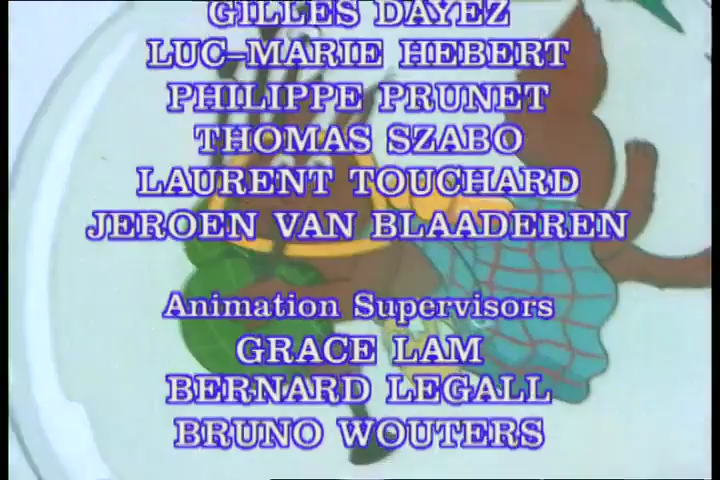 GILLES DAYEZ
LUC-MARIE HEBERT
PHILIPPE PRUNET
THOMAS SZABO
LAURENT TOUCHARD
JEROEN VAN BLAADEREN
Animation Supervisors
GRACE LAM
BERNARD LEGALL
BRUNO WOUTERS